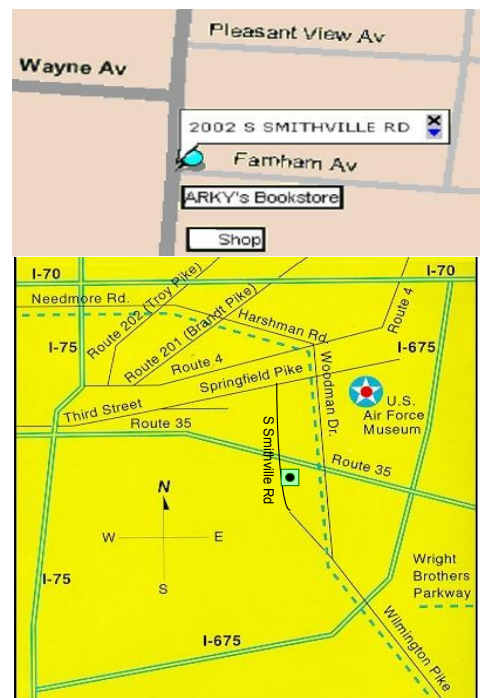 Pleasant View Av
Wayne Av
2002 S SMITHVILLE RD
Farnham Av
ARKY's Bookstore
Shop
I-70
I-70
Needmore Rd.
Route 202 (Troy Pike)
Route 201 (Brandt Pike)
Harshman Rd.
Route 4
I-75
Route 4
I-675
Springfield Pike
Woodman Dr.
U.S.
Air Force
Museum
Third Street
Route 35
S Smithville Rd
Route 35
N
W
E
S
I-75
Wright
Brothers
Parkway
Wilmington Pike
I-675